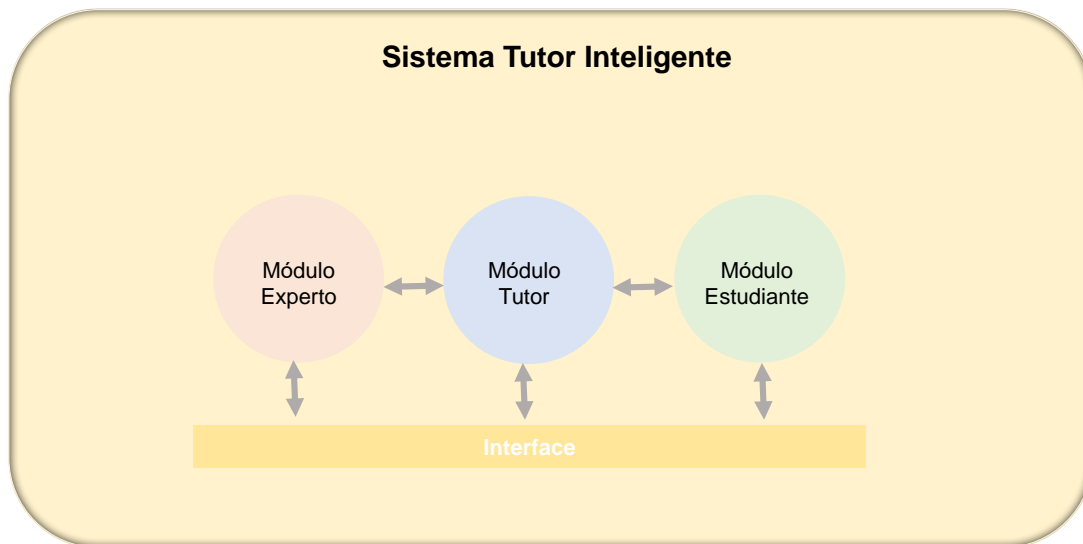 Sistema Tutor Inteligente
Módulo
Experto
Módulo
Tutor
Módulo
Estudiante
Interface